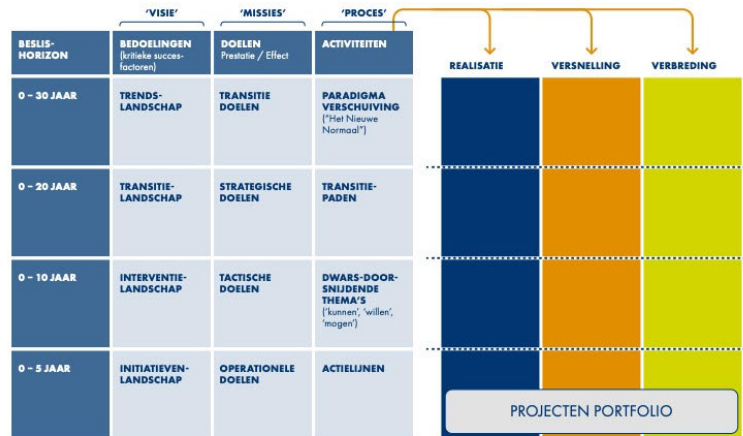 'VISIE'
'MISSIES'
'PROCES'
BESLIS-
HORIZON
BEDOELINGEN
(kritieke succes-
factoren)
DOELEN
Prestatie / Effect
ACTIVITEITEN
REALISATIE
VERSNELLING
VERBREDING
0 – 30 JAAR
TRENDS-
LANDSCHAP
TRANSITIE
DOELEN
PARADIGMA
VERSCHUIVING
("Het Nieuwe
Normaal")
0 – 20 JAAR
TRANSITIE-
LANDSCHAP
STRATEGISCHE
DOELEN
TRANSITIE-
PADEN
0 – 10 JAAR
INTERVENTIE-
LANDSCHAP
TACTISCHE
DOELEN
DWARS-DOOR-
SNIJDENDE
THEMA'S
('kunnen', 'willen',
'mogen')
0 – 5 JAAR
INITIATIEVEN-
LANDSCHAP
OPERATIONELE
DOELEN
ACTIELIJNEN
PROJECTEN PORTFOLIO